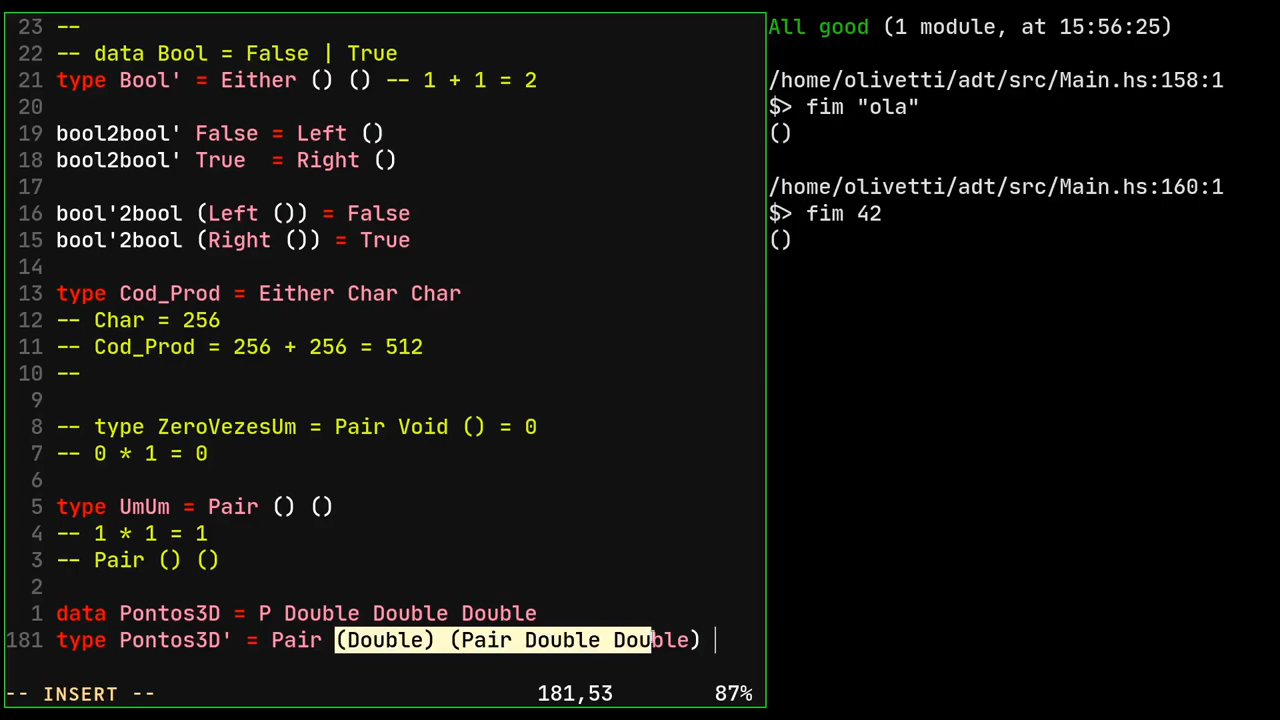 23 --
22 -- data Bool = False | True
21 type Bool' = Either () () -- 1 + 1 = 2
20
19 bool2bool' False = Left ()
18 bool2bool' True  = Right ()
17
16 bool'2bool (Left ()) = False
15 bool'2bool (Right ()) = True
14
13 type Cod_Prod = Either Char Char
12 -- Char = 256
11 -- Cod_Prod = 256 + 256 = 512
10 --
9
8 -- type ZeroVezesUm = Pair Void () = 0
7 -- 0 * 1 = 0
6
5 type UmUm = Pair () ()
4 -- 1 * 1 = 1
3 -- Pair () ()
2
1 data Pontos3D = P Double Double Double
181 type Pontos3D' = Pair (Double) (Pair Double Double)
-- INSERT -- 181,53 87%
All good (1 module, at 15:56:25)
/home/olivetti/adt/src/Main.hs:158:1
$> fim "ola"
()
/home/olivetti/adt/src/Main.hs:160:1
$> fim 42
()